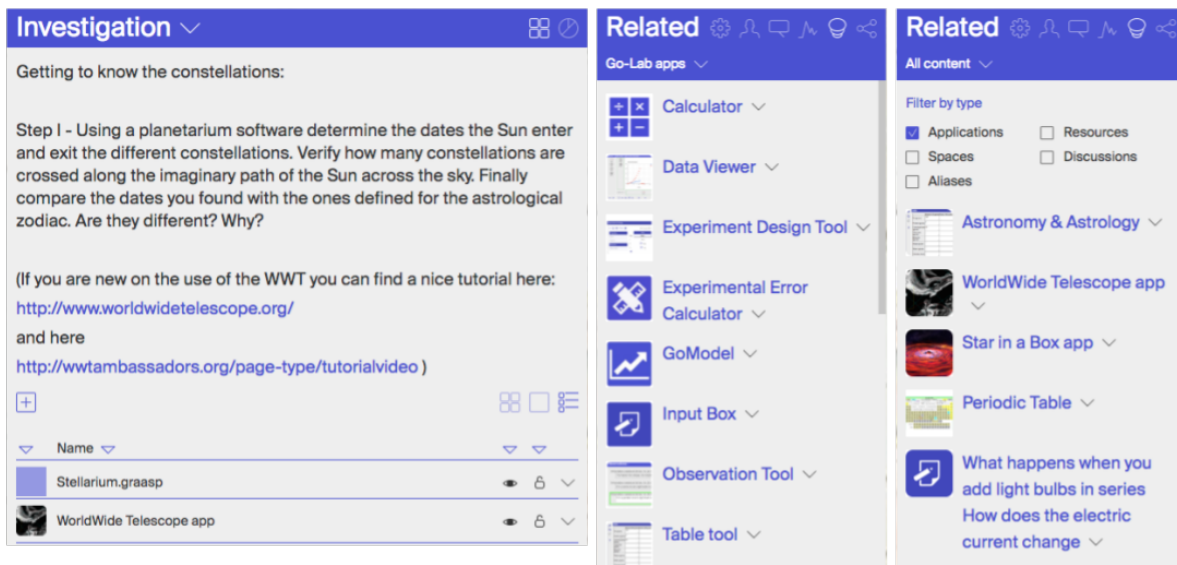 Investigation
Getting to know the constellations:
Step I - Using a planetarium software determine the dates the Sun enter
and exit the different constellations. Verify how many constellations are
crossed along the imaginary path of the Sun across the sky. Finally
compare the dates you found with the ones defined for the astrological
zodiac. Are they different? Why?
(If you are new on the use of the WWT you can find a nice tutorial here:
http://www.worldwidetelescope.org/
and here
http://wwtambassadors.org/page-type/tutorialvideo )
Name
Stellarium.graasp
WorldWide Telescope app
Related
Go-Lab apps
Calculator
Data Viewer
Experiment Design Tool
Experimental Error
Calculator
GoModel
Input Box
Observation Tool
Table tool
Related
All content
Filter by type
Applications
Resources
Spaces
Discussions
Aliases
Astronomy & Astrology
WorldWide Telescope app
Star in a Box app
Periodic Table
What happens when you
add light bulbs in series
How does the electric
current change